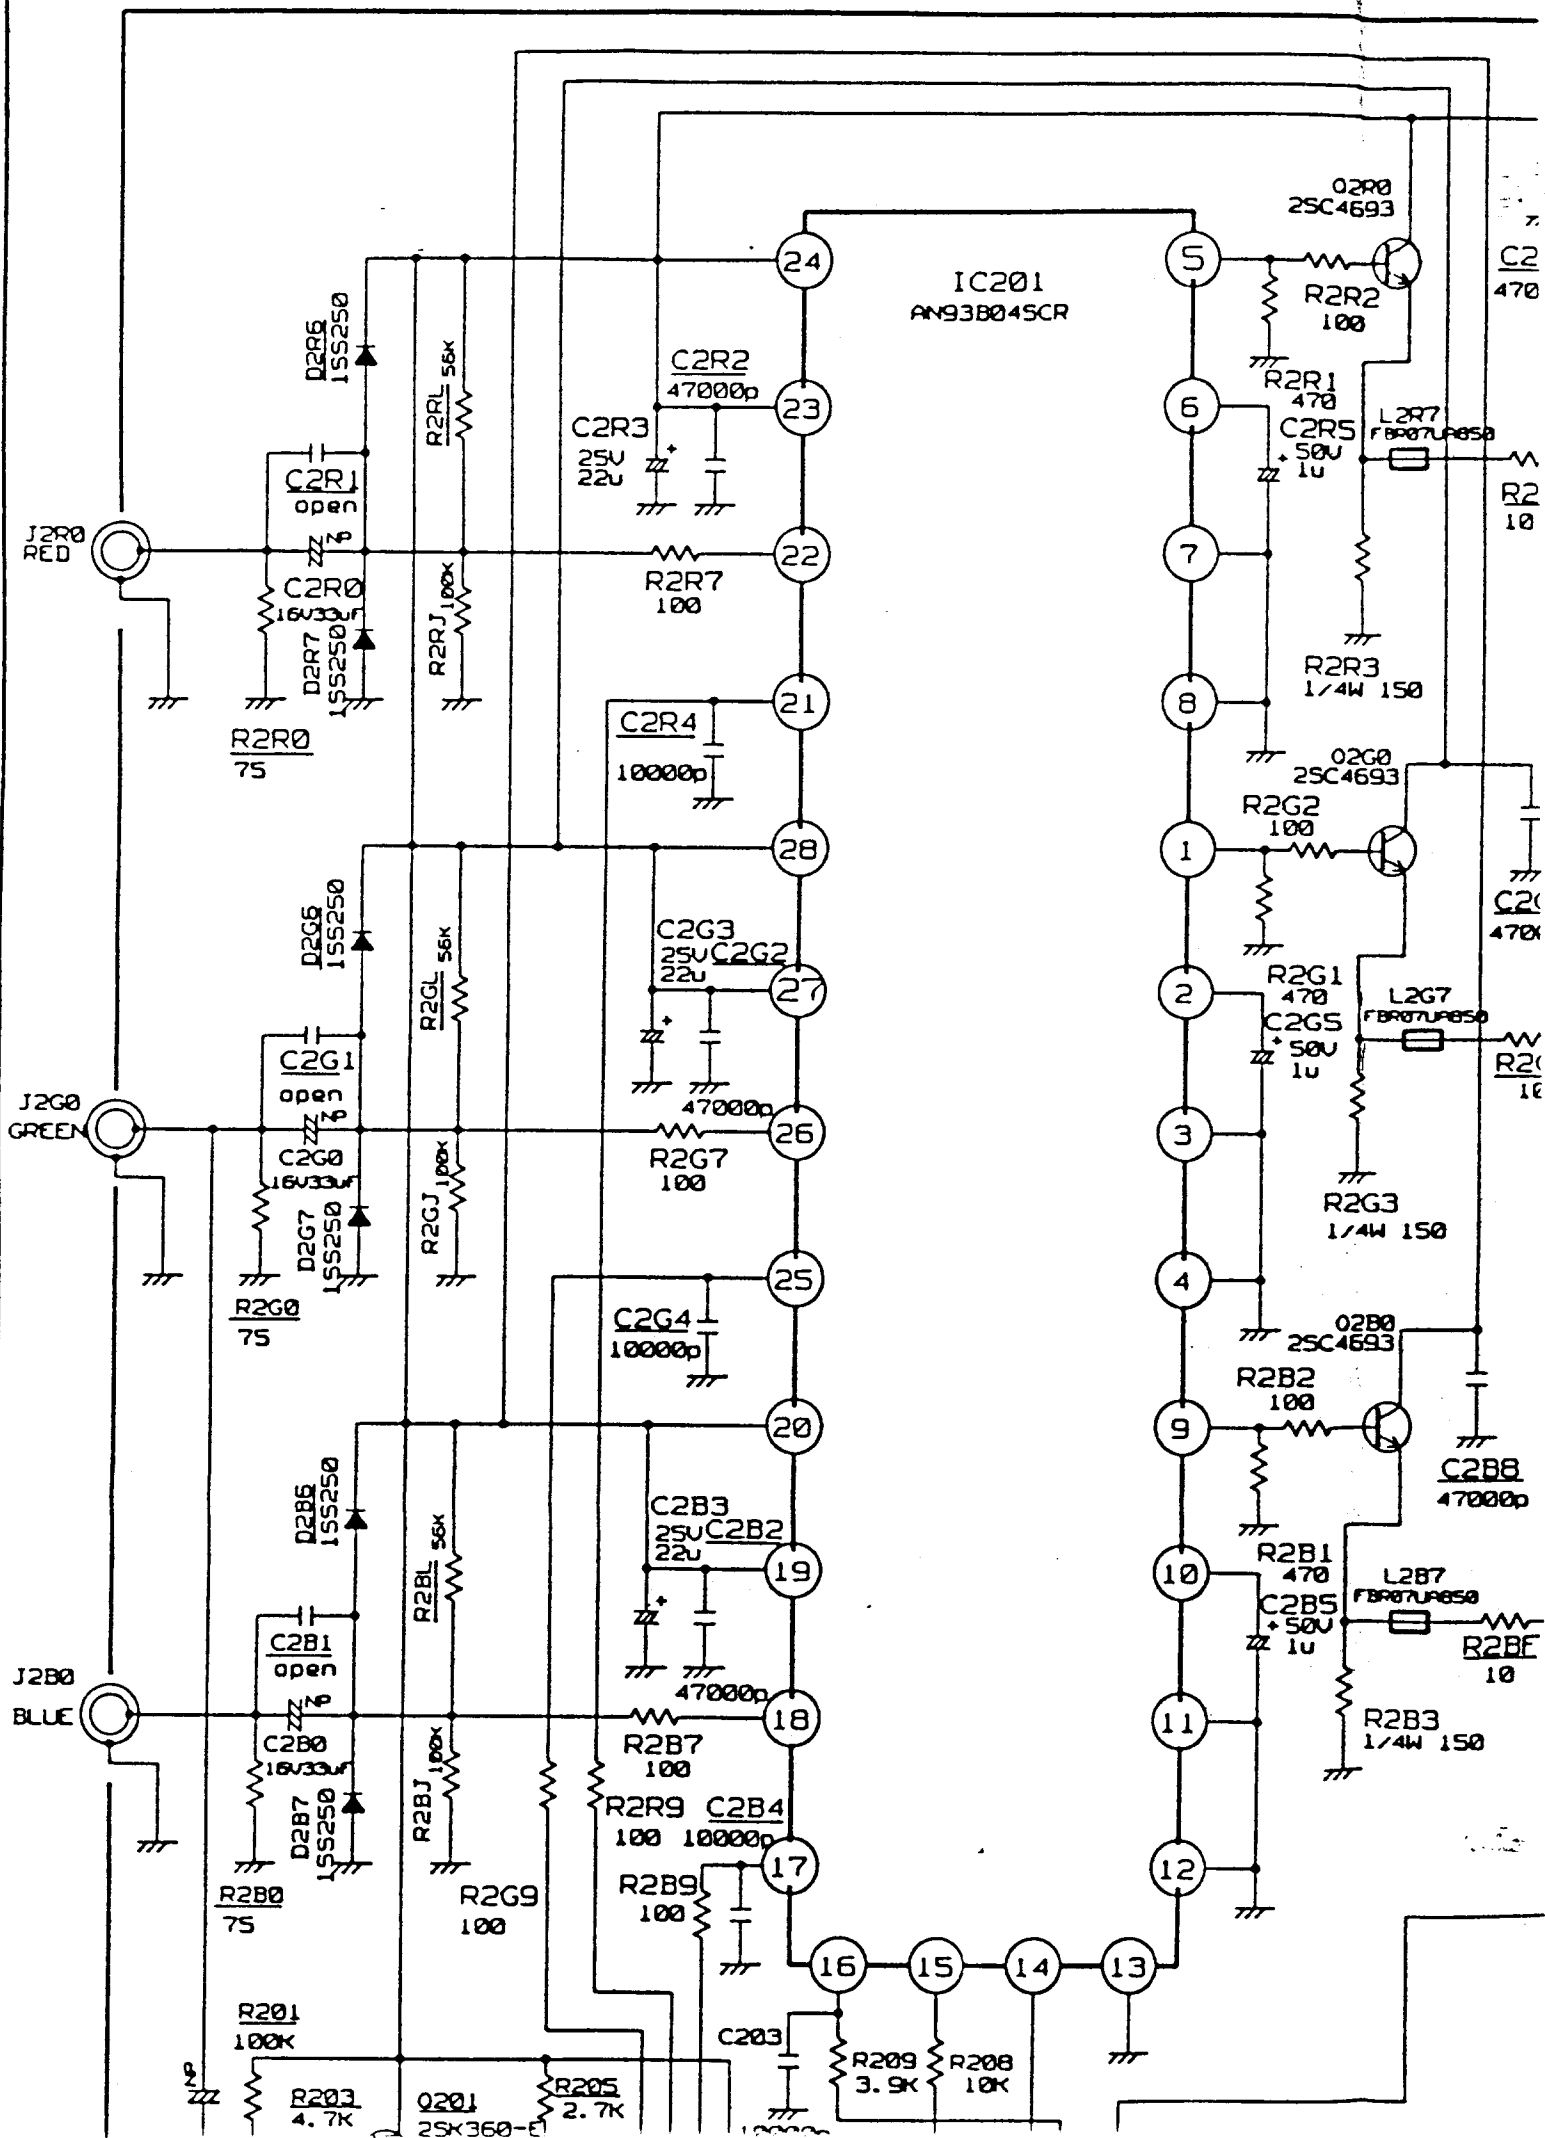 Q2R0
2SC4693
C2
470
24
5
IC201
AN93B04SCR
R2R2
100
D2R6
1SS250
R2RL 56K
C2R2
47000p
23
6
R2R1
470
C2R3
25V
22u
+
C2R5
+ 50V
1u
L2R7
FBR07UA850
R2
10
C2R1
open
J2R0
RED
NP
22
7
C2R0
16V33uF
R2R7
100
D2R7
1SS250
R2RJ 100K
R2R3
1/4W 150
21
8
C2R4
10000p
R2R0
75
Q2G0
2SC4693
R2G2
100
28
1
D2G6
1SS250
R2GL 56K
C2G3
25V
22u
C2G2
27
2
+
R2G1
470
C2G5
+ 50V
1u
L2G7
FBR07UA850
C2G1
open
47000p
J2G0
GREEN
NP
26
3
C2G0
16V33uF
R2G7
100
D2G7
1SS250
R2GJ 100K
R2G3
1/4W 150
25
4
R2G0
75
C2G4
10000p
Q2B0
2SC4693
R2B2
100
20
9
D2B6
1SS250
R2BL 56K
C2B8
47000p
C2B3
25V
22u
C2B2
19
10
+
R2B1
470
C2B5
+ 50V
1u
L2B7
FBR07UA850
R2BF
10
C2B1
open
47000p
J2B0
BLUE
NP
18
11
C2B0
16V33uF
R2B7
100
R2B3
1/4W 150
D2B7
1SS250
R2BJ 100K
R2R9
100
C2B4
10000p
17
12
R2B0
75
R2G9
100
R2B9
100
16
15
14
13
R201
100K
C203
R209
3.9K
R208
10K
NP
R203
4.7K
Q201
2SK360-E
R205
2.7K